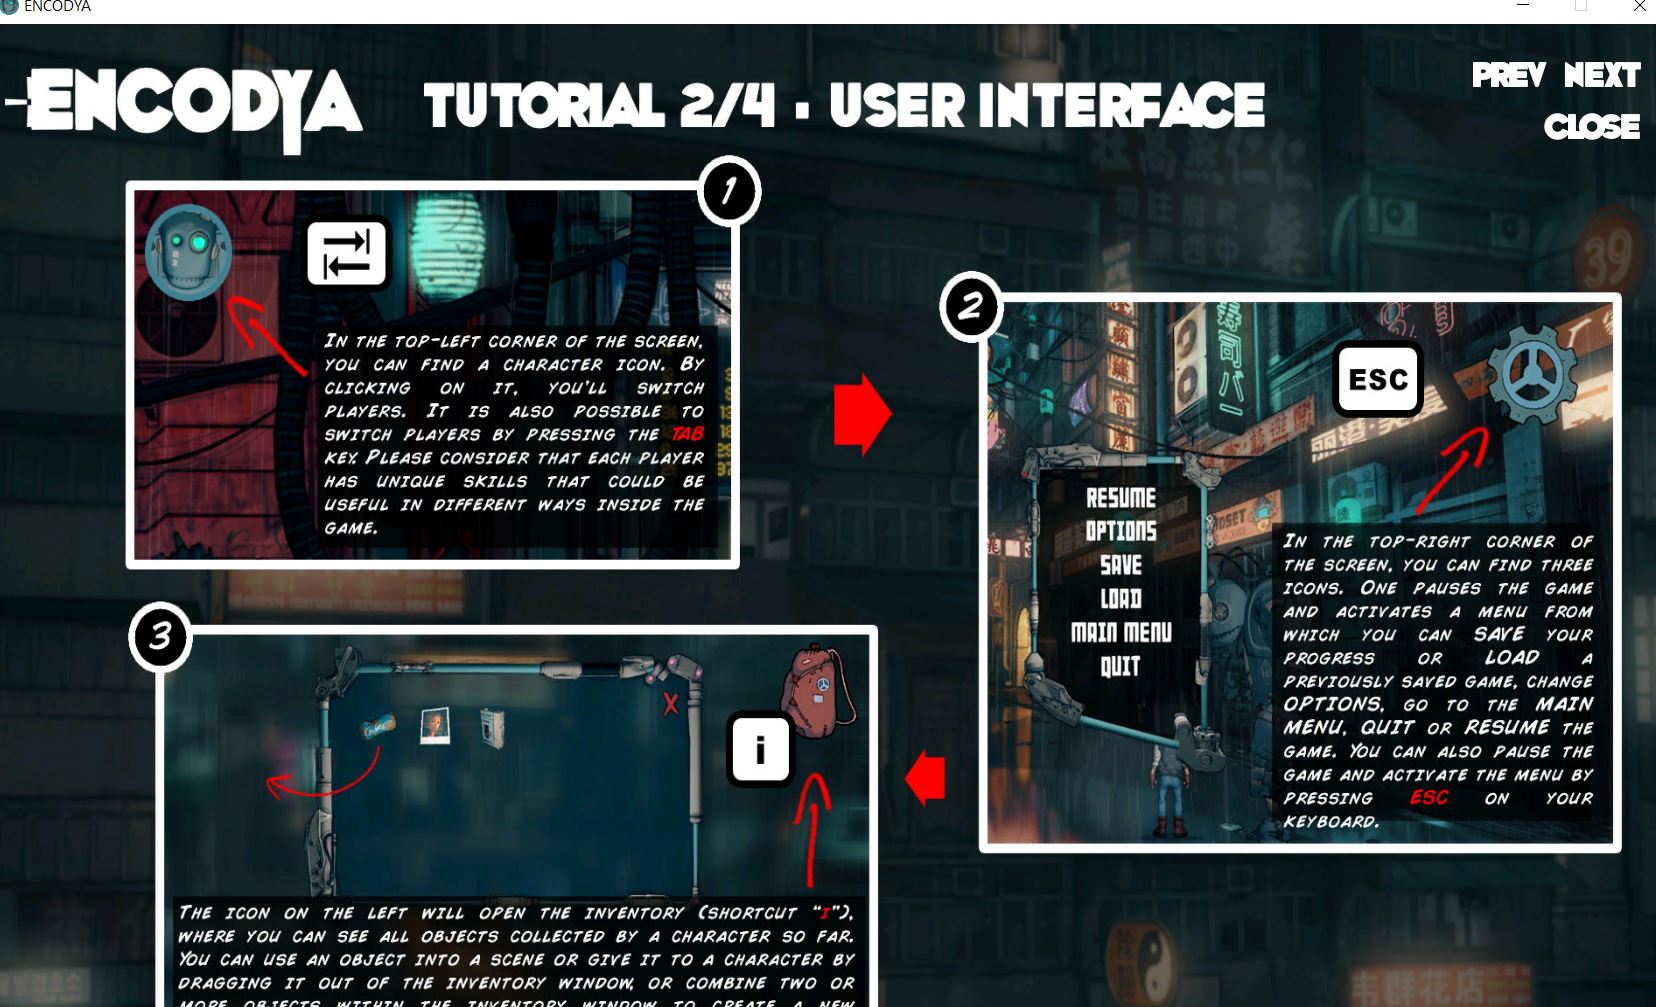 ENCODYA
ENCODYA
TUTORIAL 2/4 · USER INTERFACE
PREV NEXT
CLOSE
1
IN THE TOP-LEFT CORNER OF THE SCREEN,
YOU CAN FIND A CHARACTER ICON. BY
CLICKING ON IT, YOU'LL SWITCH
PLAYERS. IT IS ALSO POSSIBLE TO
SWITCH PLAYERS BY PRESSING THE TAB
KEY. PLEASE CONSIDER THAT EACH PLAYER
HAS UNIQUE SKILLS THAT COULD BE
USEFUL IN DIFFERENT WAYS INSIDE THE
GAME.
2
ESC
RESUME
OPTIONS
SAVE
LOAD
MAIN MENU
QUIT
IN THE TOP-RIGHT CORNER OF
THE SCREEN, YOU CAN FIND THREE
ICONS. ONE PAUSES THE GAME
AND ACTIVATES A MENU FROM
WHICH YOU CAN SAVE YOUR
PROGRESS OR LOAD A
PREVIOUSLY SAVED GAME, CHANGE
OPTIONS, GO TO THE MAIN
MENU, QUIT OR RESUME THE
GAME. YOU CAN ALSO PAUSE THE
GAME AND ACTIVATE THE MENU BY
PRESSING ESC ON YOUR
KEYBOARD.
39
3
X
i
THE ICON ON THE LEFT WILL OPEN THE INVENTORY (SHORTCUT "I"),
WHERE YOU CAN SEE ALL OBJECTS COLLECTED BY A CHARACTER SO FAR.
YOU CAN USE AN OBJECT INTO A SCENE OR GIVE IT TO A CHARACTER BY
DRAGGING IT OUT OF THE INVENTORY WINDOW, OR COMBINE TWO OR
MORE OBJECTS WITHIN THE INVENTORY WINDOW TO CREATE A NEW
韋群花店